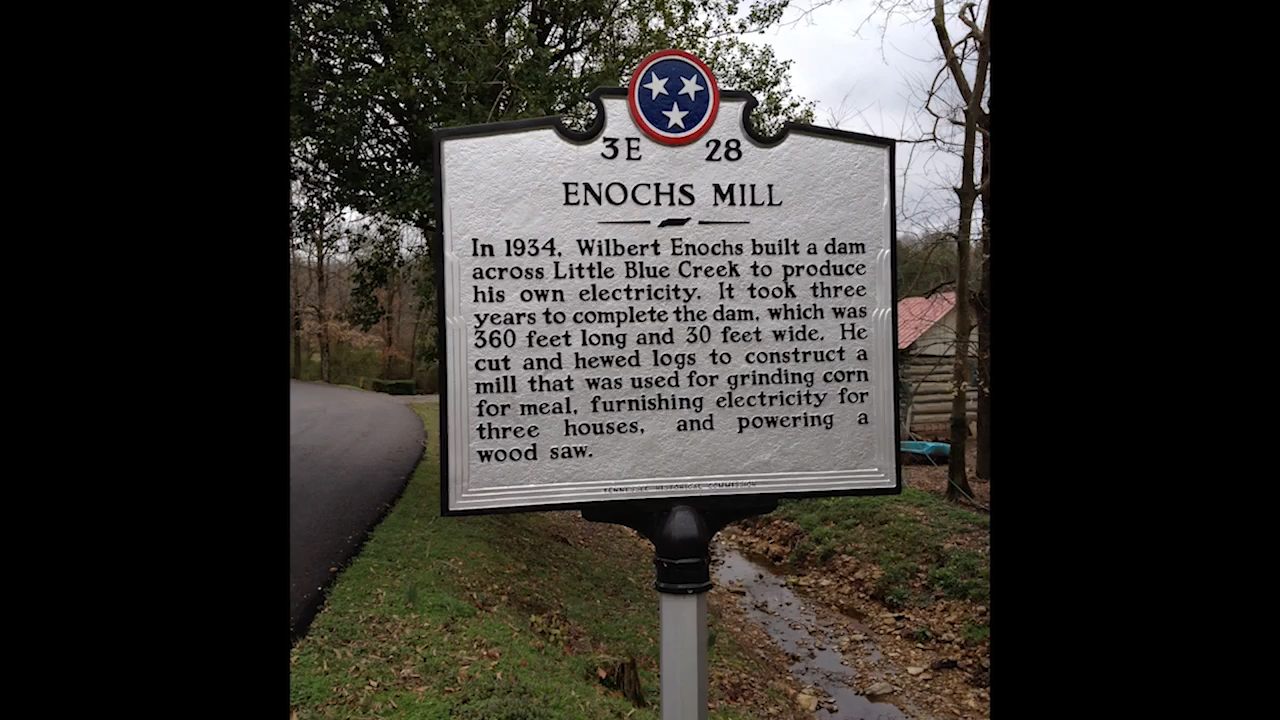 3E 28
ENOCHS MILL
In 1934, Wilbert Enochs built a dam
across Little Blue Creek to produce
his own electricity. It took three
years to complete the dam, which was
360 feet long and 30 feet wide. He
cut and hewed logs to construct a
mill that was used for grinding corn
for meal, furnishing electricity for
three houses, and powering a
wood saw.
TENNESSEE HISTORICAL COMMISSION